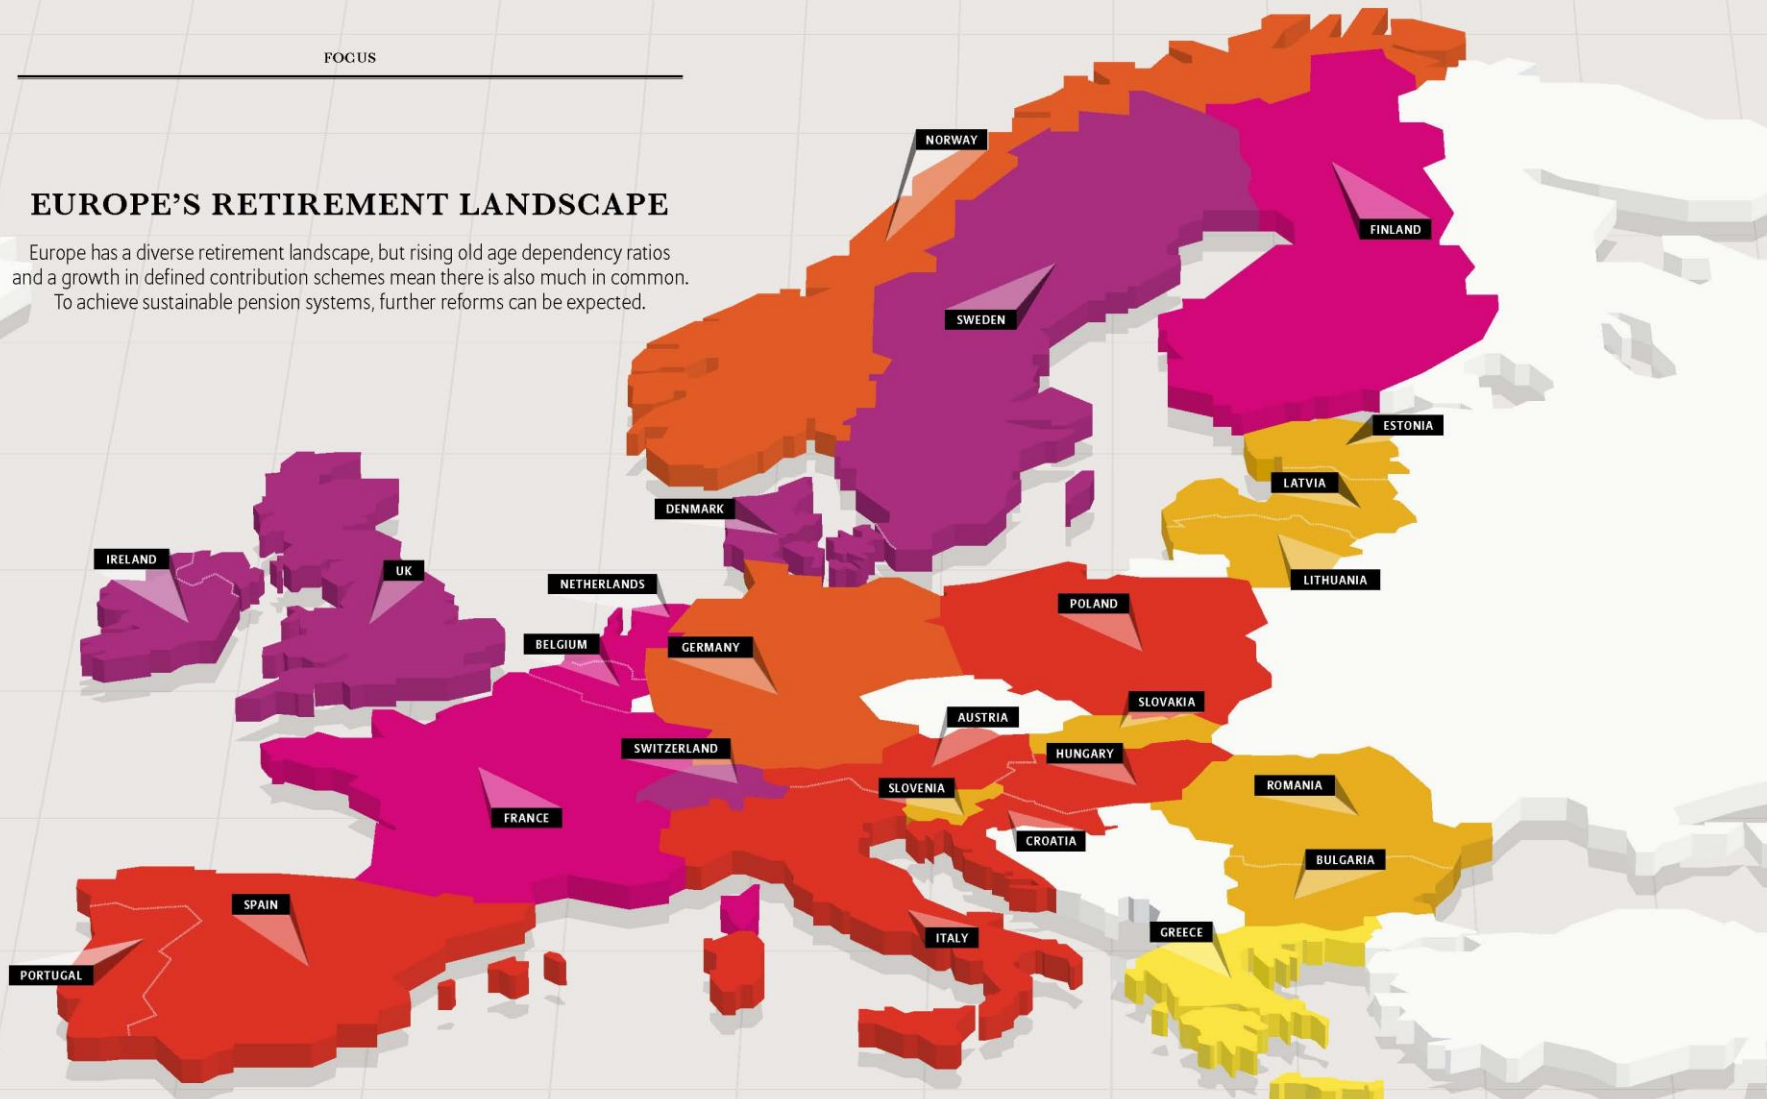 FOCUS
EUROPE'S RETIREMENT LANDSCAPE
Europe has a diverse retirement landscape, but rising old age dependency ratios
and a growth in defined contribution schemes mean there is also much in common.
To achieve sustainable pension systems, further reforms can be expected.
NORWAY
FINLAND
SWEDEN
ESTONIA
LATVIA
DENMARK
IRELAND
UK
NETHERLANDS
LITHUANIA
POLAND
BELGIUM
GERMANY
SLOVAKIA
AUSTRIA
SWITZERLAND
HUNGARY
SLOVENIA
ROMANIA
FRANCE
CROATIA
BULGARIA
SPAIN
GREECE
ITALY
PORTUGAL